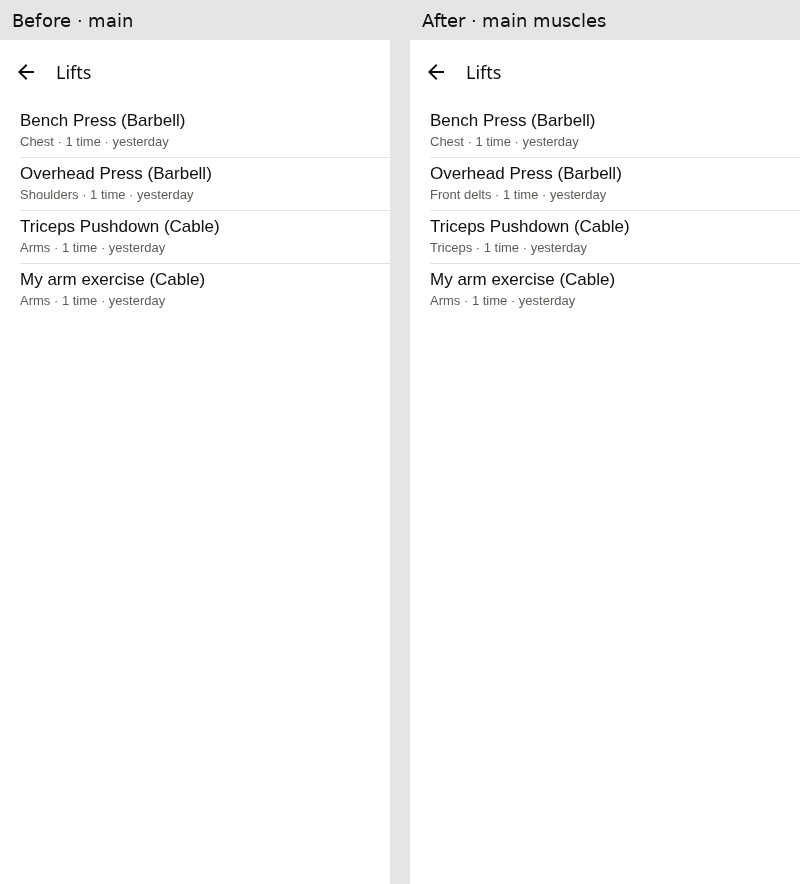 Before · main
Lifts
Bench Press (Barbell)
Chest · 1 time · yesterday
Overhead Press (Barbell)
Shoulders · 1 time · yesterday
Triceps Pushdown (Cable)
Arms · 1 time · yesterday
My arm exercise (Cable)
Arms · 1 time · yesterday
After · main muscles
Lifts
Bench Press (Barbell)
Chest · 1 time · yesterday
Overhead Press (Barbell)
Front delts · 1 time · yesterday
Triceps Pushdown (Cable)
Triceps · 1 time · yesterday
My arm exercise (Cable)
Arms · 1 time · yesterday